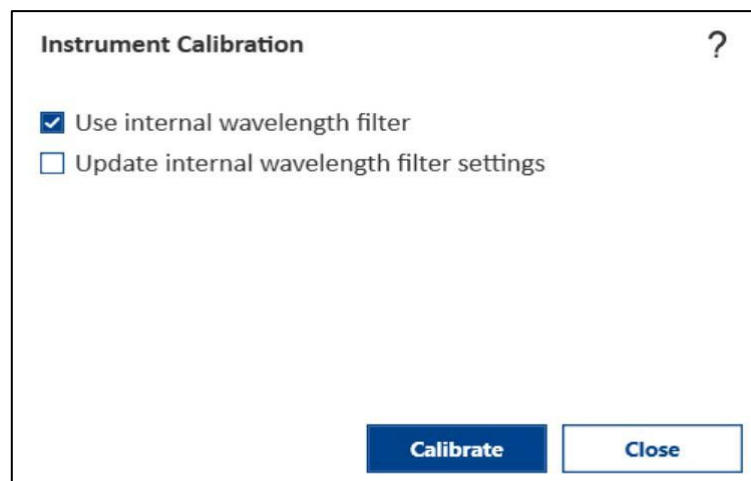 Instrument Calibration ?
Use internal wavelength filter
Update internal wavelength filter settings
Calibrate Close